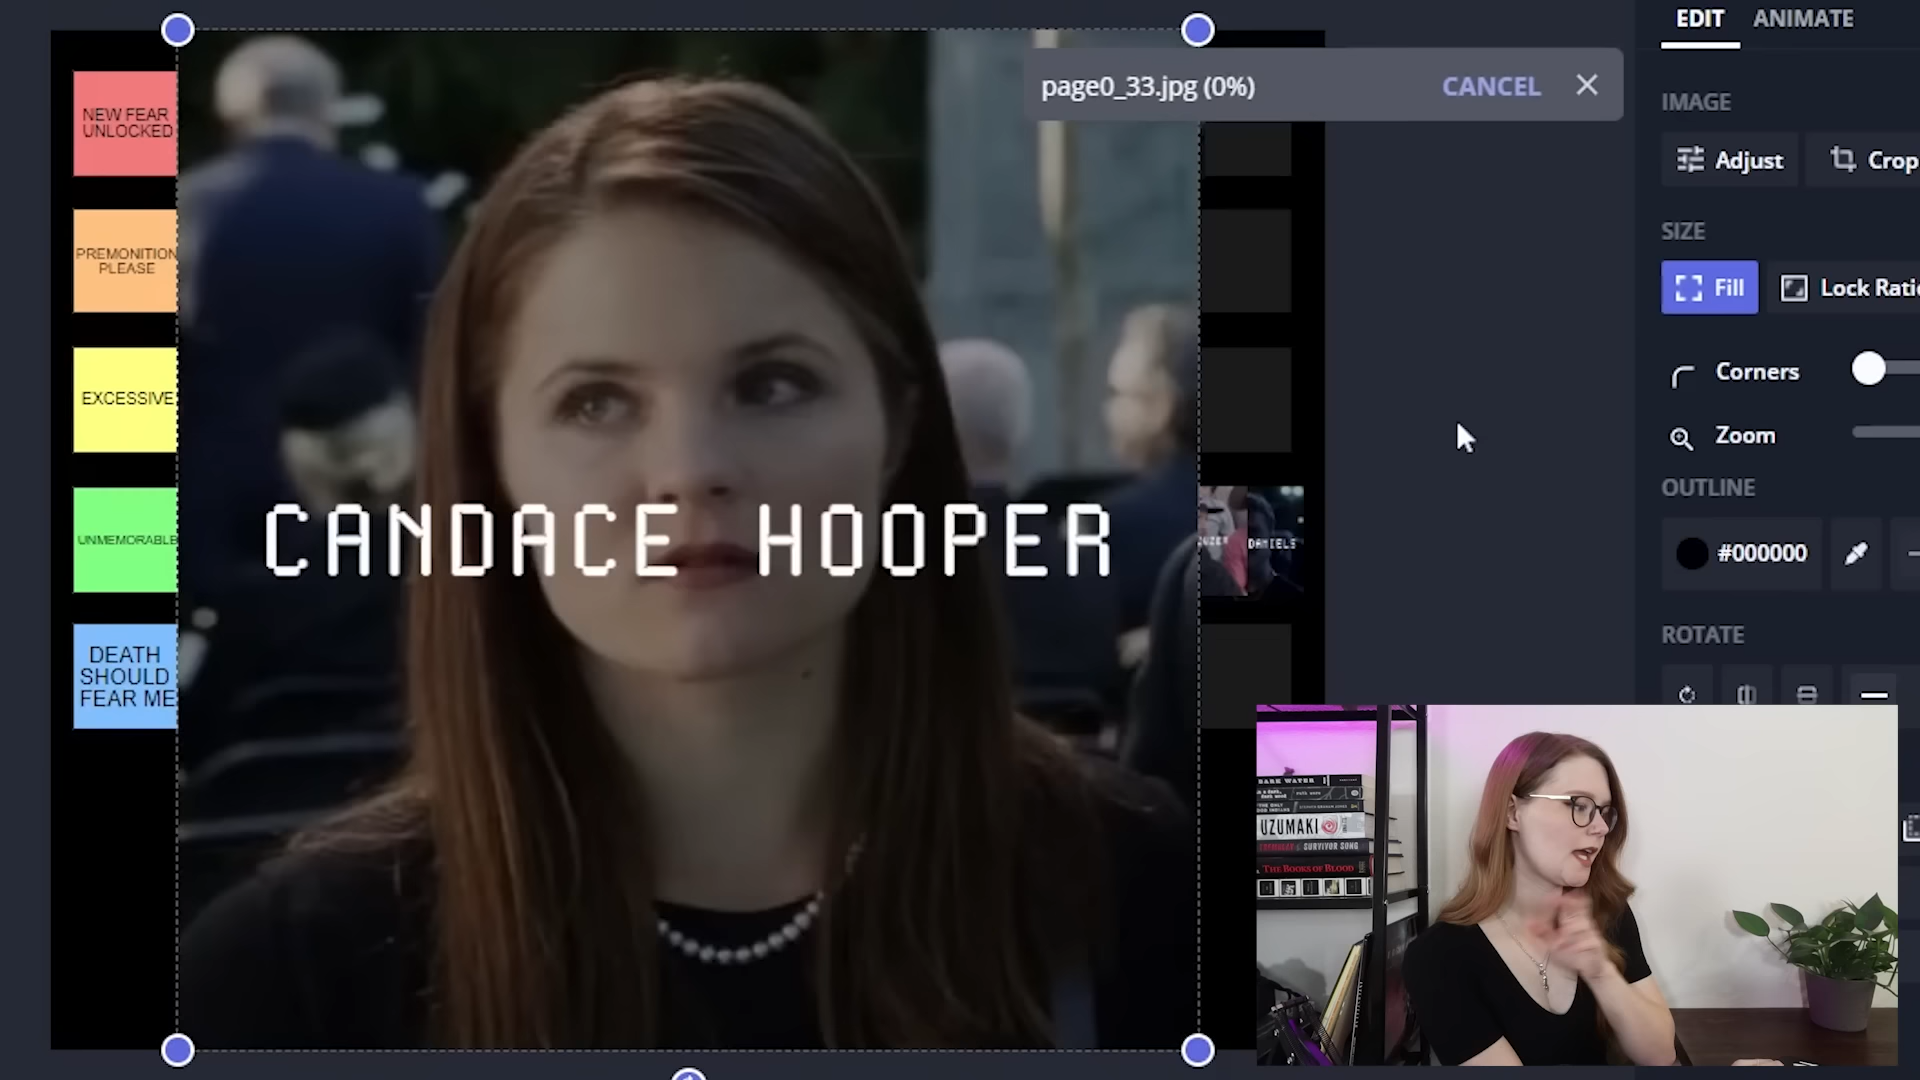 EDIT ANIMATE
page0_33.jpg (0%) CANCEL
IMAGE
Adjust Crop
SIZE
Fill Lock Ratio
Corners
Zoom
OUTLINE
#000000
ROTATE
NEW FEAR
UNLOCKED
PREMONITION
PLEASE
EXCESSIVE
UNMEMORABLE
DEATH
SHOULD
FEAR ME
CANDACE HOOPER
DANIELS
DARK WATER
UZUMAKI
SURVIVOR SONG
THE BOOKS OF BLOOD